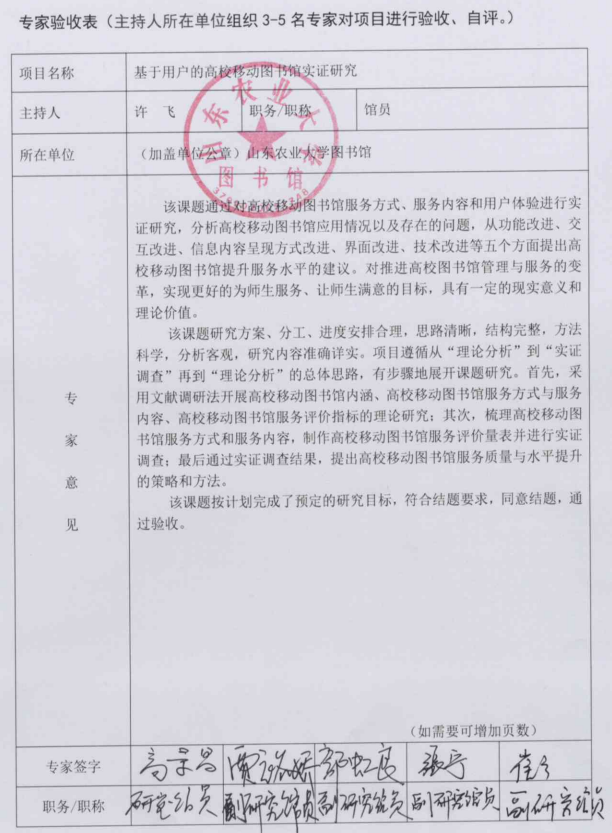 专家验收表（主持人所在单位组织 3-5 名专家对项目进行验收、自评。）
项目名称 基于用户的高校移动图书馆实证研究
主持人 许 飞 职务/职称 馆员
所在单位 （加盖单位公章）山东农业大学图书馆
山东农业大学
图书馆
专家意见
该课题通过对高校移动图书馆服务方式、服务内容和用户体验进行实
证研究，分析高校移动图书馆应用情况以及存在的问题，从功能改进、交
互改进、信息内容呈现方式改进、界面改进、技术改进等五个方面提出高
校移动图书馆提升服务水平的建议。对推进高校图书馆管理与服务的变
革，实现更好的为师生服务、让师生满意的目标，具有一定的现实意义和
理论价值。
该课题研究方案、分工、进度安排合理，思路清晰，结构完整，方法
科学，分析客观，研究内容准确详实。项目遵循从“理论分析”到“实证
调查”再到“理论分析”的总体思路，有步骤地展开课题研究。首先，采
用文献调研法开展高校移动图书馆内涵、高校移动图书馆服务方式与服务
内容、高校移动图书馆服务评价指标的理论研究；其次，梳理高校移动图
书馆服务方式和服务内容，制作高校移动图书馆服务评价量表并进行实证
调查；最后通过实证调查结果，提出高校移动图书馆服务质量与水平提升
的策略和方法。
该课题按计划完成了预定的研究目标，符合结题要求，同意结题，通
过验收。
（如需要可增加页数）
专家签字
职务/职称 研究馆员 副研究馆员 副研究馆员 副研究馆员 副研究馆员